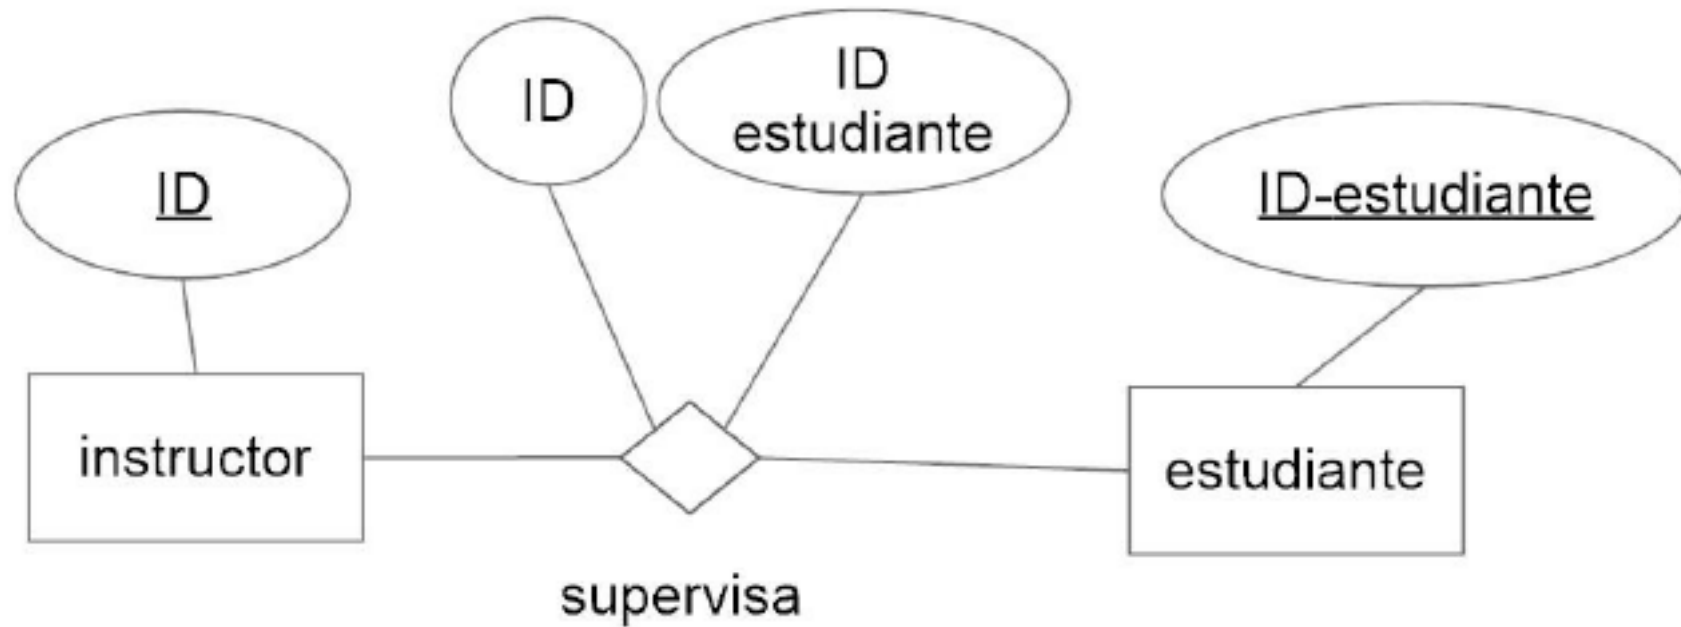 ID
ID
ID
estudiante
ID-estudiante
instructor
estudiante
supervisa